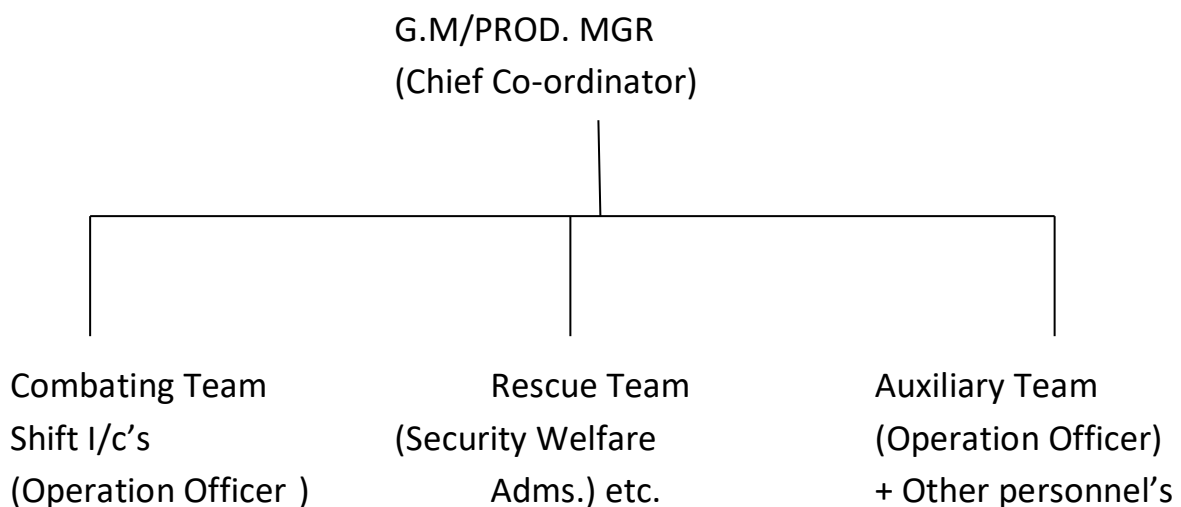 G.M/PROD. MGR
(Chief Co-ordinator)
Combating Team
Shift I/c’s
(Operation Officer )
Rescue Team
(Security Welfare
Adms.) etc.
Auxiliary Team
(Operation Officer)
+ Other personnel’s